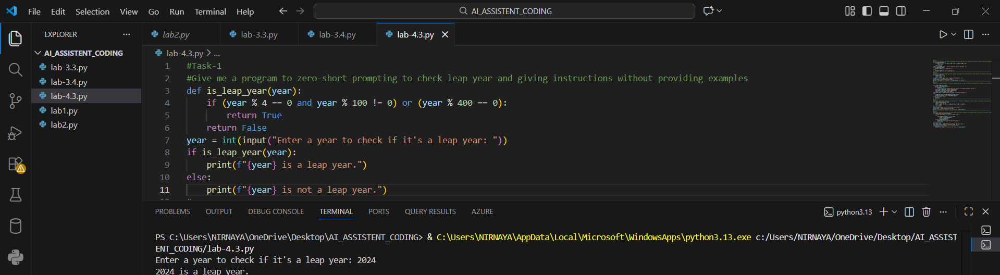 File Edit Selection View Go Run Terminal Help
AI_ASSISTENT_CODING
EXPLORER
lab2.py
lab-3.3.py
lab-3.4.py
lab-4.3.py
AI_ASSISTENT_CODING
lab-3.3.py
lab-3.4.py
lab-4.3.py
lab1.py
lab2.py
lab-4.3.py > ...
1 #Task-1
2 #Give me a program to zero-short prompting to check leap year and giving instructions without providing examples
3 def is_leap_year(year):
4     if (year % 4 == 0 and year % 100 != 0) or (year % 400 == 0):
5         return True
6     return False
7 year = int(input("Enter a year to check if it's a leap year: "))
8 if is_leap_year(year):
9     print(f"{year} is a leap year.")
10 else:
11     print(f"{year} is not a leap year.")
PROBLEMS OUTPUT DEBUG CONSOLE TERMINAL PORTS QUERY RESULTS AZURE
python3.13
PS C:\Users\NIRNAYA\OneDrive\Desktop\AI_ASSISTENT_CODING> & C:\Users\NIRNAYA\AppData\Local\Microsoft\WindowsApps\python3.13.exe c:/Users/NIRNAYA/OneDrive/Desktop/AI_ASSIST
ENT_CODING/lab-4.3.py
Enter a year to check if it's a leap year: 2024
2024 is a leap year.